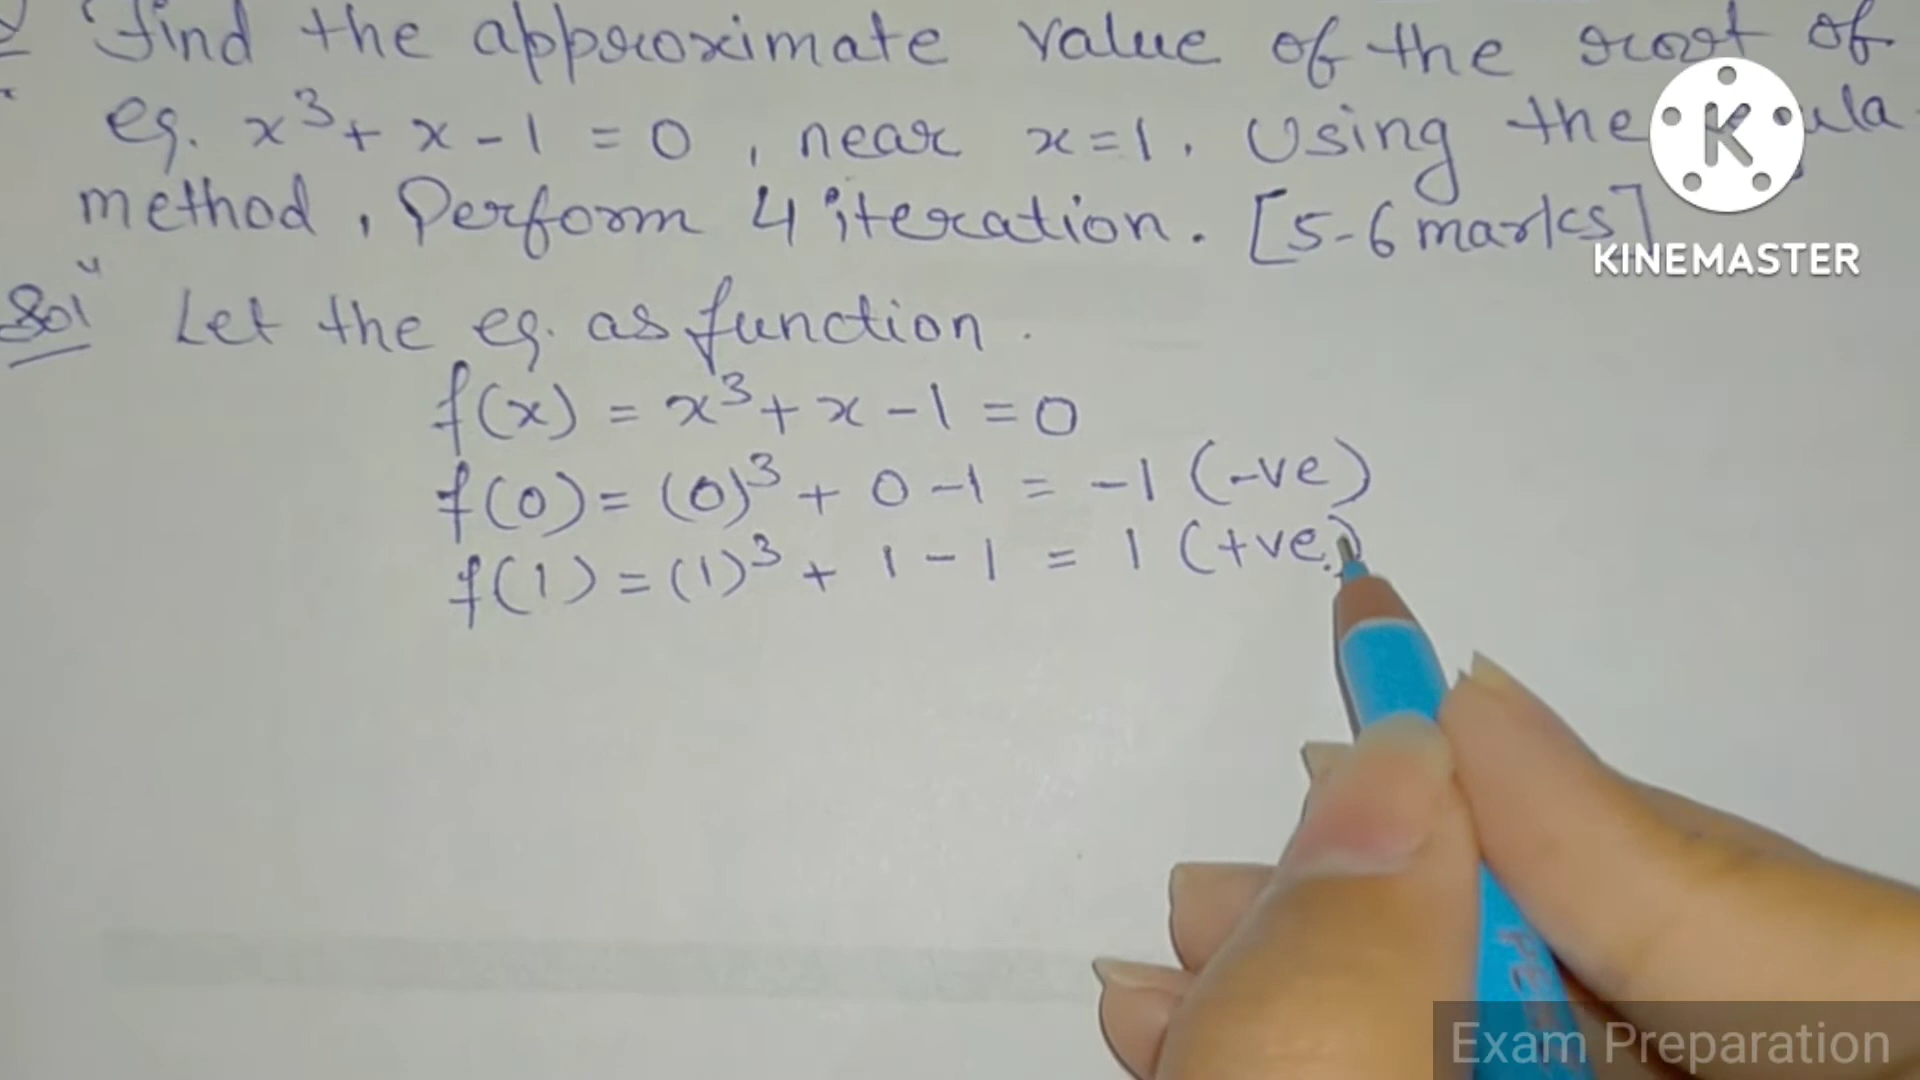 Find the approximate value of the root of
eq. x³ + x - 1 = 0, near x = 1. Using the
method, Perform 4 iteration. [5-6 marks]
Solⁿ Let the eq. as function.
f(x) = x³ + x - 1 = 0
f(0) = (0)³ + 0 - 1 = -1 (-ve)
f(1) = (1)³ + 1 - 1 = 1 (+ve)
K
KINEMASTER
Exam Preparation